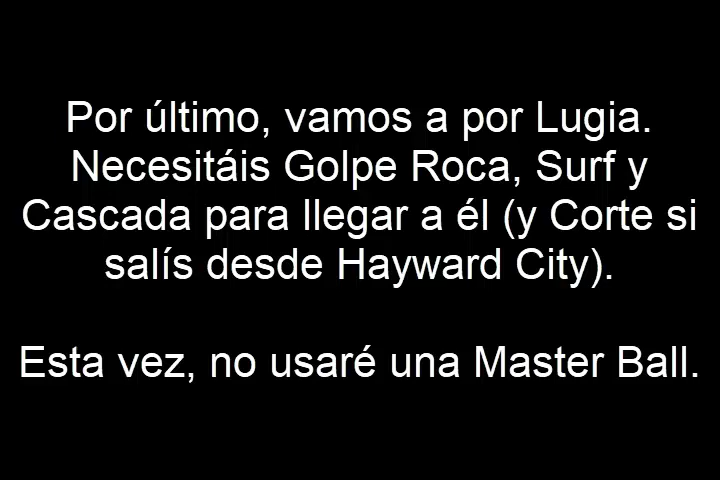 Por último, vamos a por Lugia.
Necesitáis Golpe Roca, Surf y
Cascada para llegar a él (y Corte si
salís desde Hayward City).
Esta vez, no usaré una Master Ball.